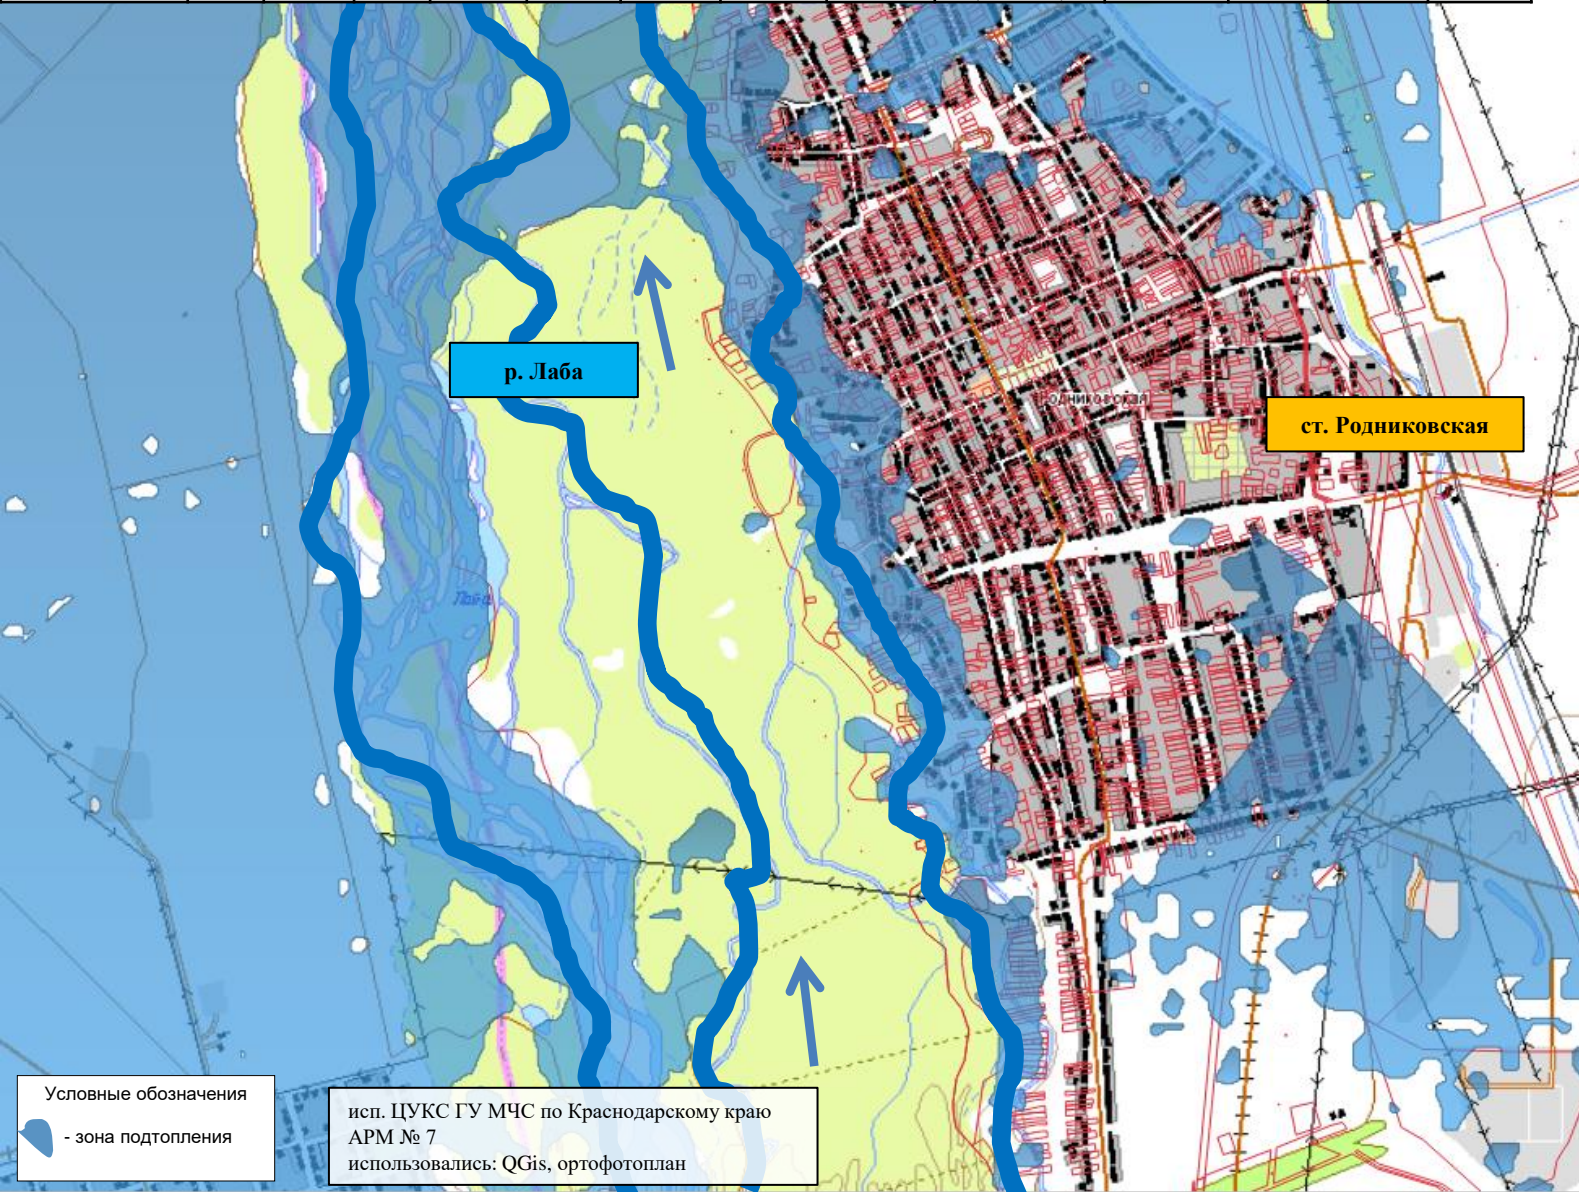 р. Лаба
Родниковская
ст. Родниковская
Лаба
Условные обозначения
- зона подтопления
исп. ЦУКС ГУ МЧС по Краснодарскому краю
АРМ № 7
использовались: QGis, ортофотоплан